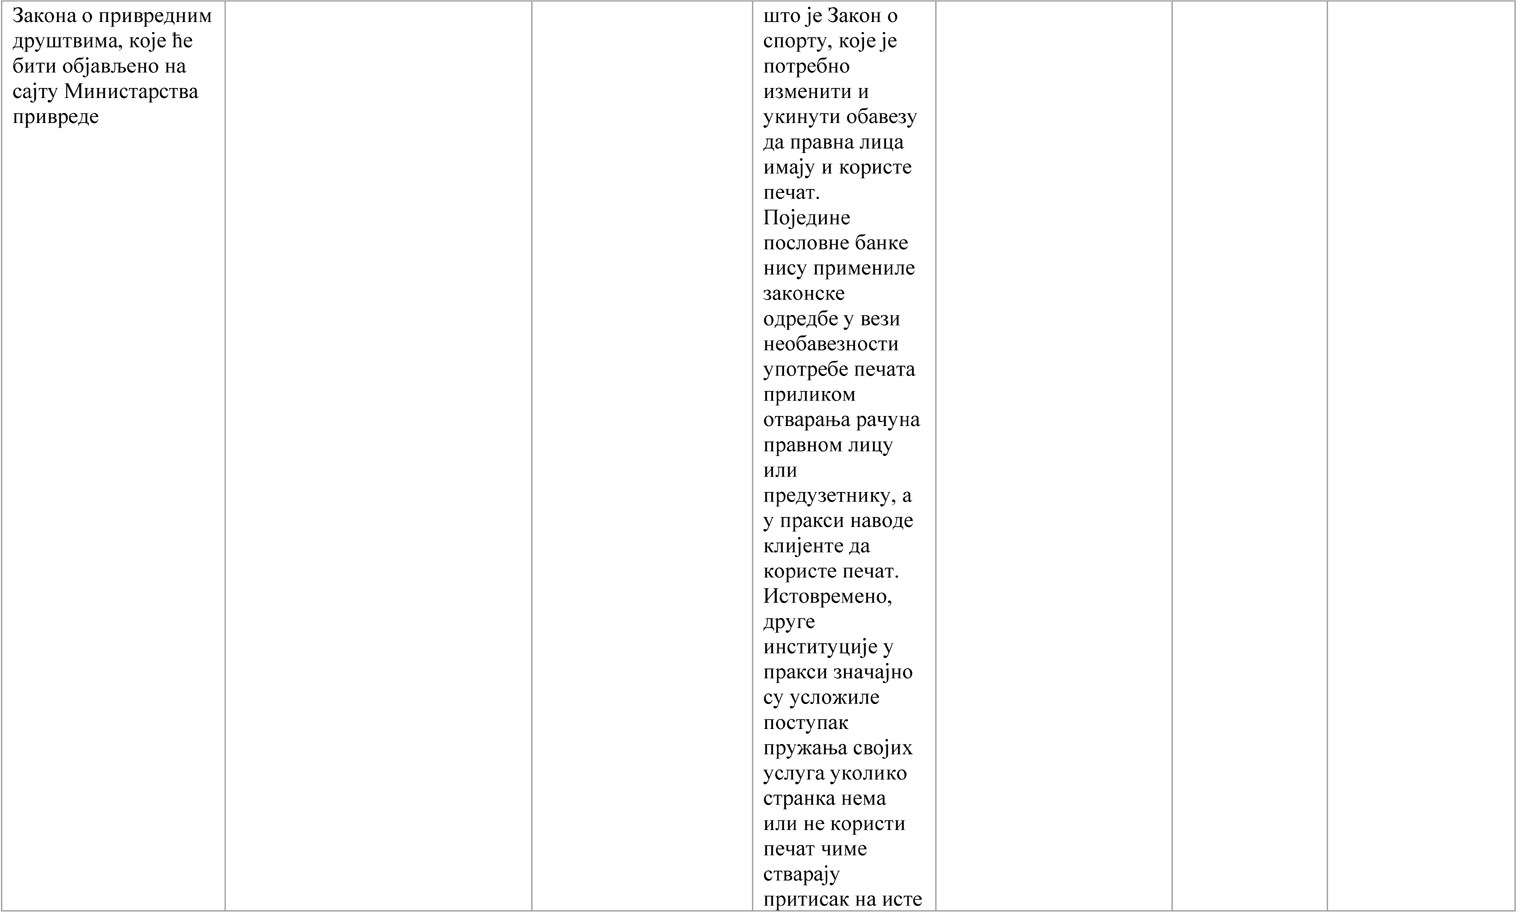 Закона о привредним
друштвима, које ће
бити објављено на
сајту Министарства
привреде
што је Закон о
спорту, које је
потребно
изменити и
укинути обавезу
да правна лица
имају и користе
печат.
Поједине
пословне банке
нису примениле
законске
одредбе у вези
необавезности
употребе печата
приликом
отварања рачуна
правном лицу
или
предузетнику, а
у пракси наводе
клијенте да
користе печат.
Истовремено,
друге
институције у
пракси значајно
су усложиле
поступак
пружања својих
услуга уколико
странка нема
или не користи
печат чиме
стварају
притисак на исте